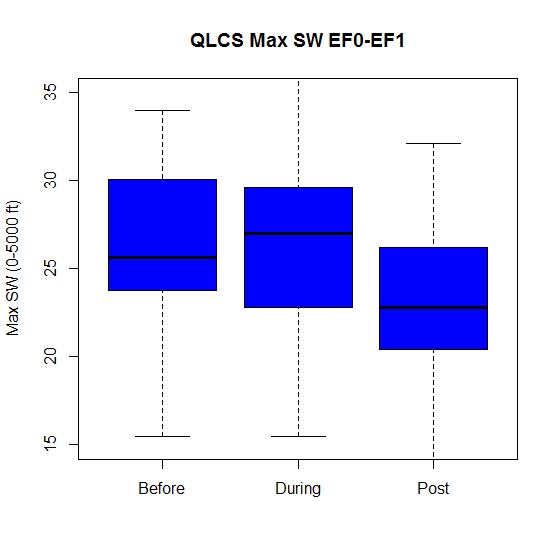 QLCS Max SW EF0-EF1
Max SW (0-5000 ft)
35
30
25
20
15
Before During Post